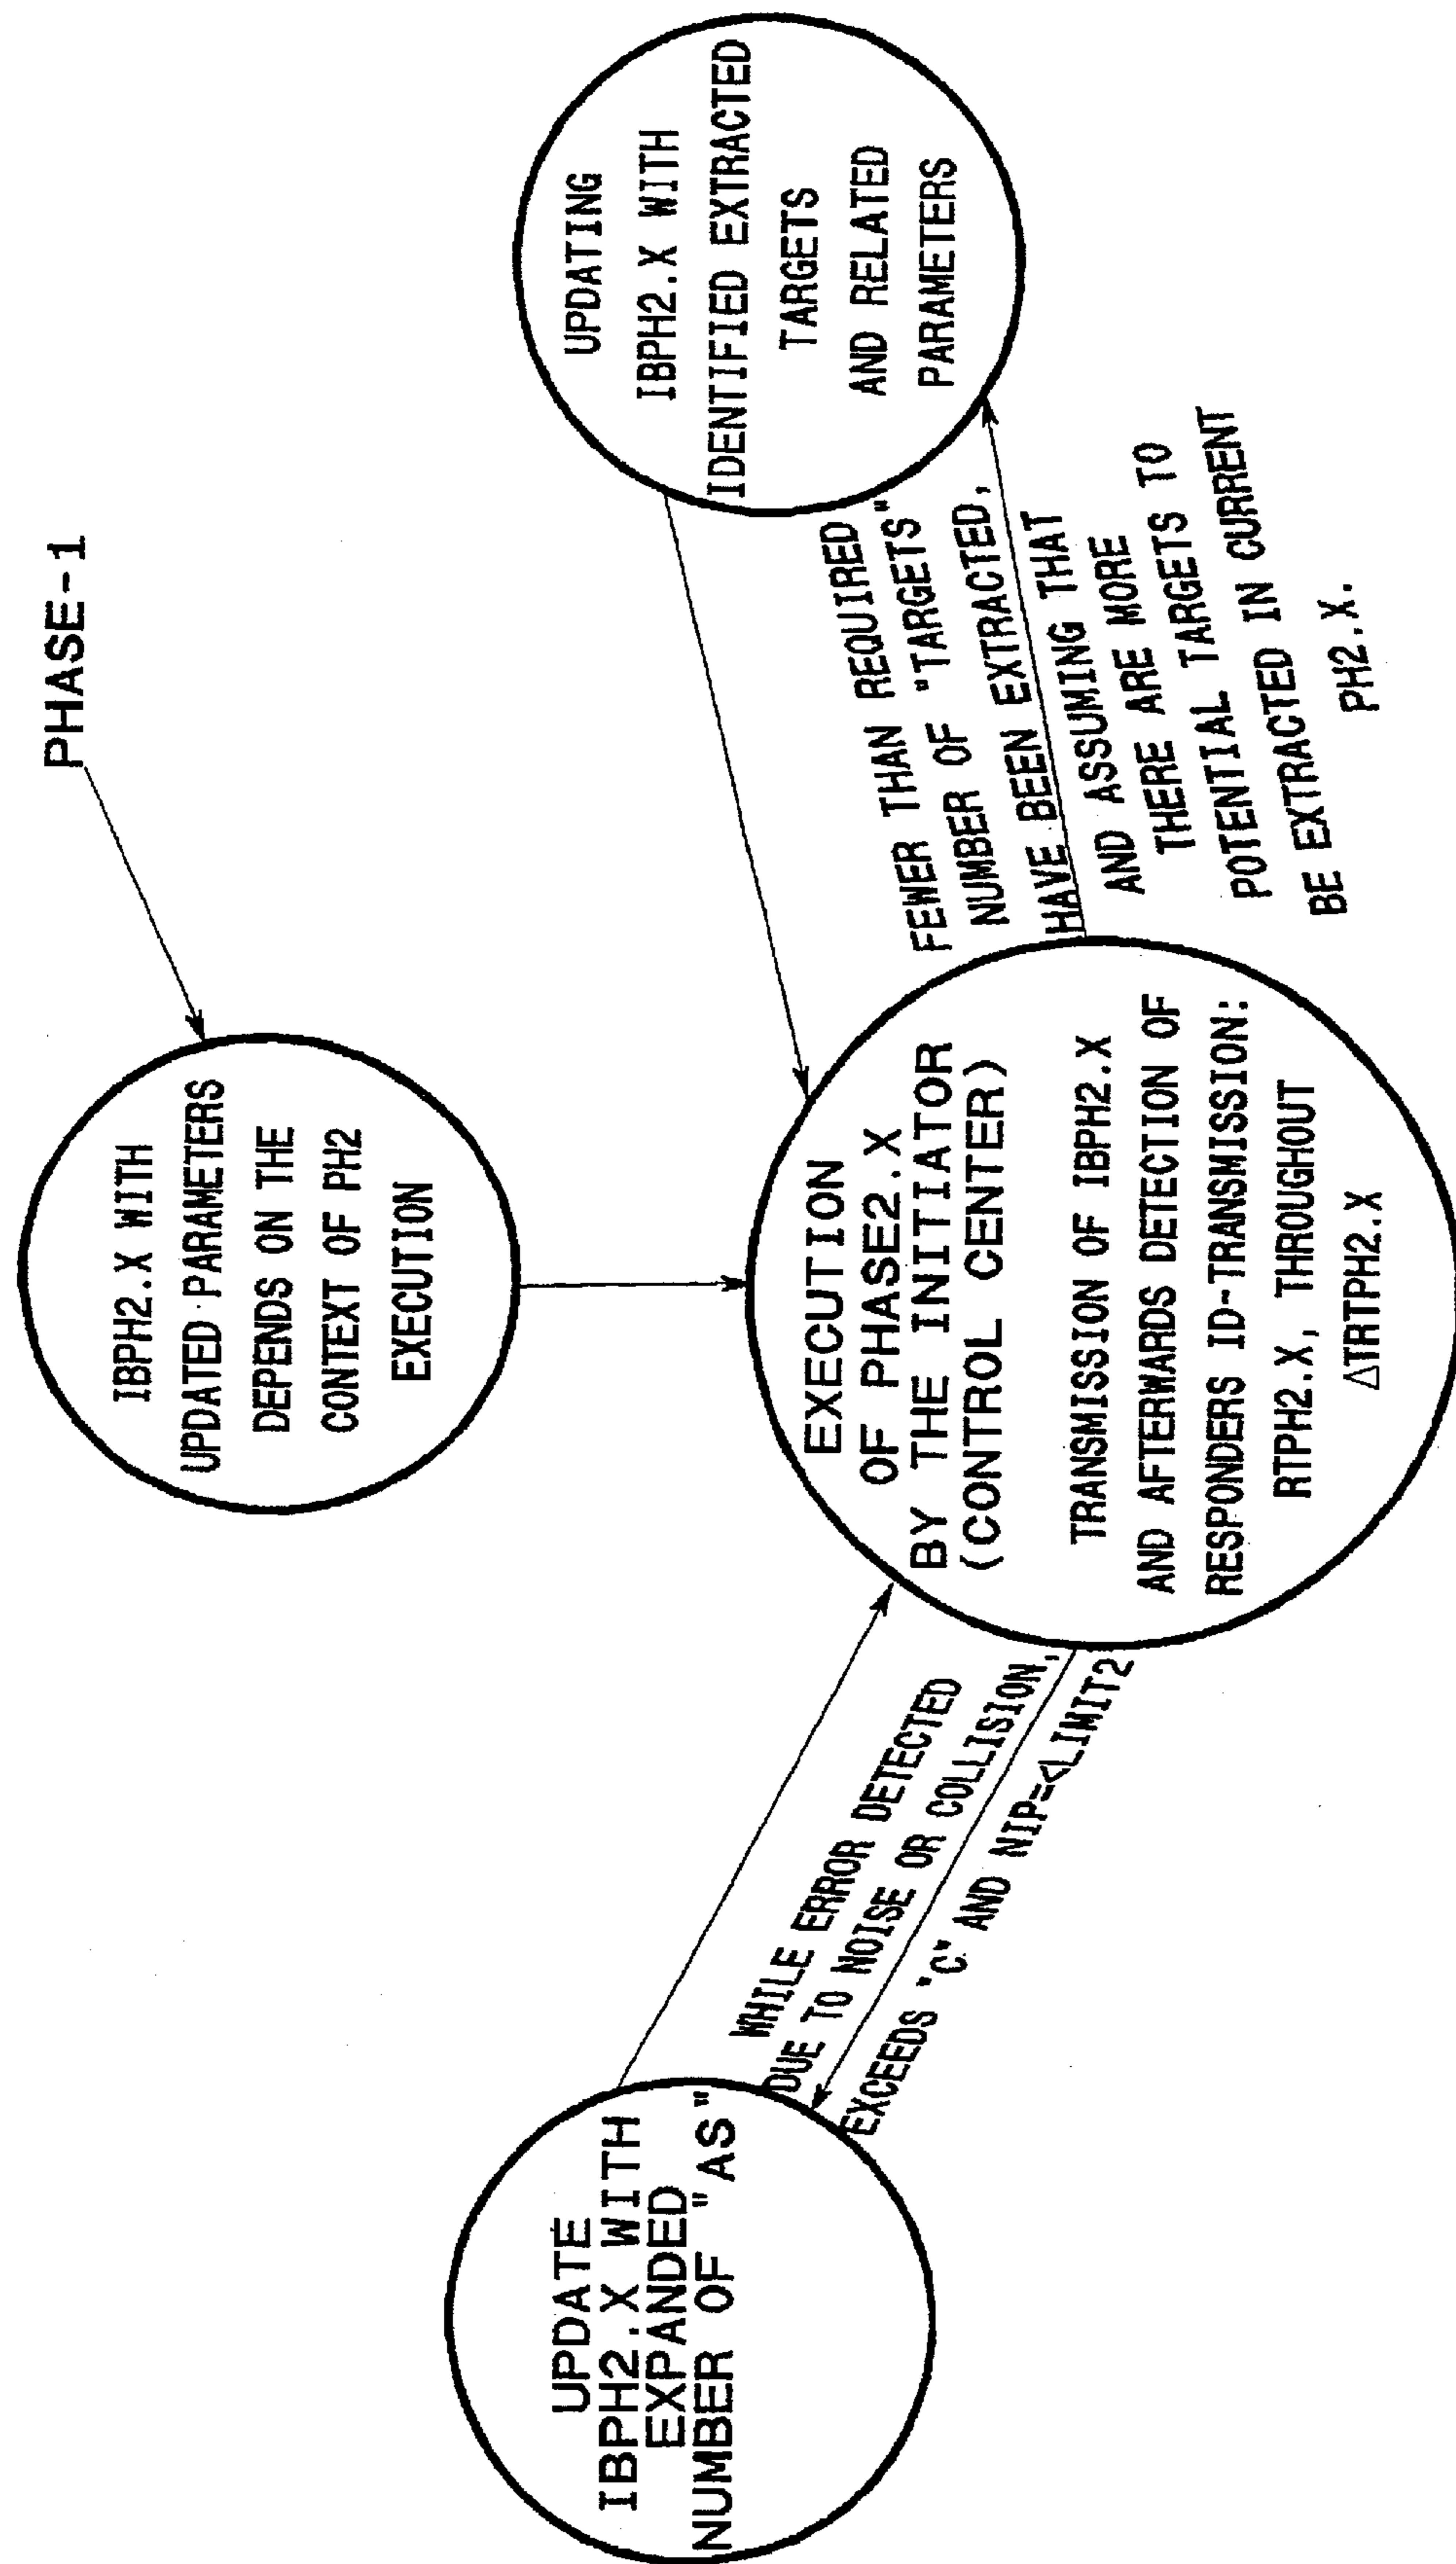 PHASE-1
IBPH2.X WITH
UPDATED PARAMETERS
DEPENDS ON THE
CONTEXT OF PH2
EXECUTION
UPDATE
IBPH2.X WITH
EXPANDED
NUMBER OF "AS"
WHILE ERROR DETECTED
DUE TO NOISE OR COLLISION,
EXCEEDS "C" AND NIP=<LIMIT2
EXECUTION
OF PHASE2.X
BY THE INITIATOR
(CONTROL CENTER)
TRANSMISSION OF IBPH2.X
AND AFTERWARDS DETECTION OF
RESPONDERS ID-TRANSMISSION:
RTPH2.X, THROUGHOUT
ΔTRTPH2.X
FEWER THAN REQUIRED
NUMBER OF "TARGETS"
HAVE BEEN EXTRACTED,
AND ASSUMING THAT
THERE ARE MORE
POTENTIAL TARGETS TO
BE EXTRACTED IN CURRENT
PH2.X.
UPDATING
IBPH2.X WITH
IDENTIFIED EXTRACTED
TARGETS
AND RELATED
PARAMETERS